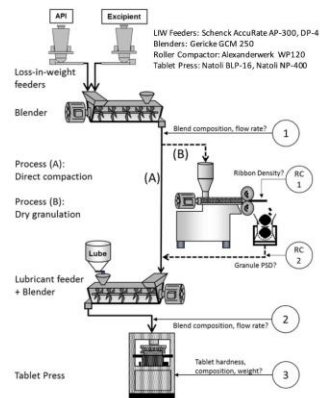 API
Excipient
LIW Feeders: Schenck AccuRate AP-300, DP-4
Blenders: Gericke GCM 250
Roller Compactor: Alexanderwerk WP120
Tablet Press: Natoli BLP-16, Natoli NP-400
Loss-in-weight
feeders
Blender
Blend composition, flow rate?
1
(B)
Process (A):
Direct compaction
(A)
Ribbon Density?
RC
1
Process (B):
Dry granulation
RC
2
Granule PSD?
Lube
Lubricant feeder
+ Blender
2
Blend composition, flow rate?
Tablet hardness,
composition, weight?
3
Tablet Press